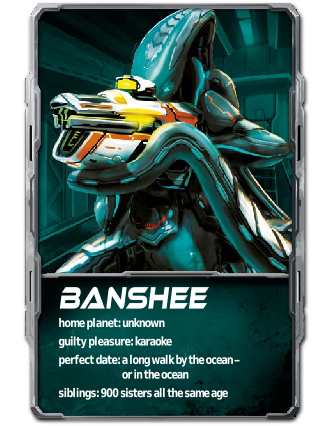 BANSHEE
home planet: unknown
guilty pleasure: karaoke
perfect date: a long walk by the ocean –
or in the ocean
siblings: 900 sisters all the same age